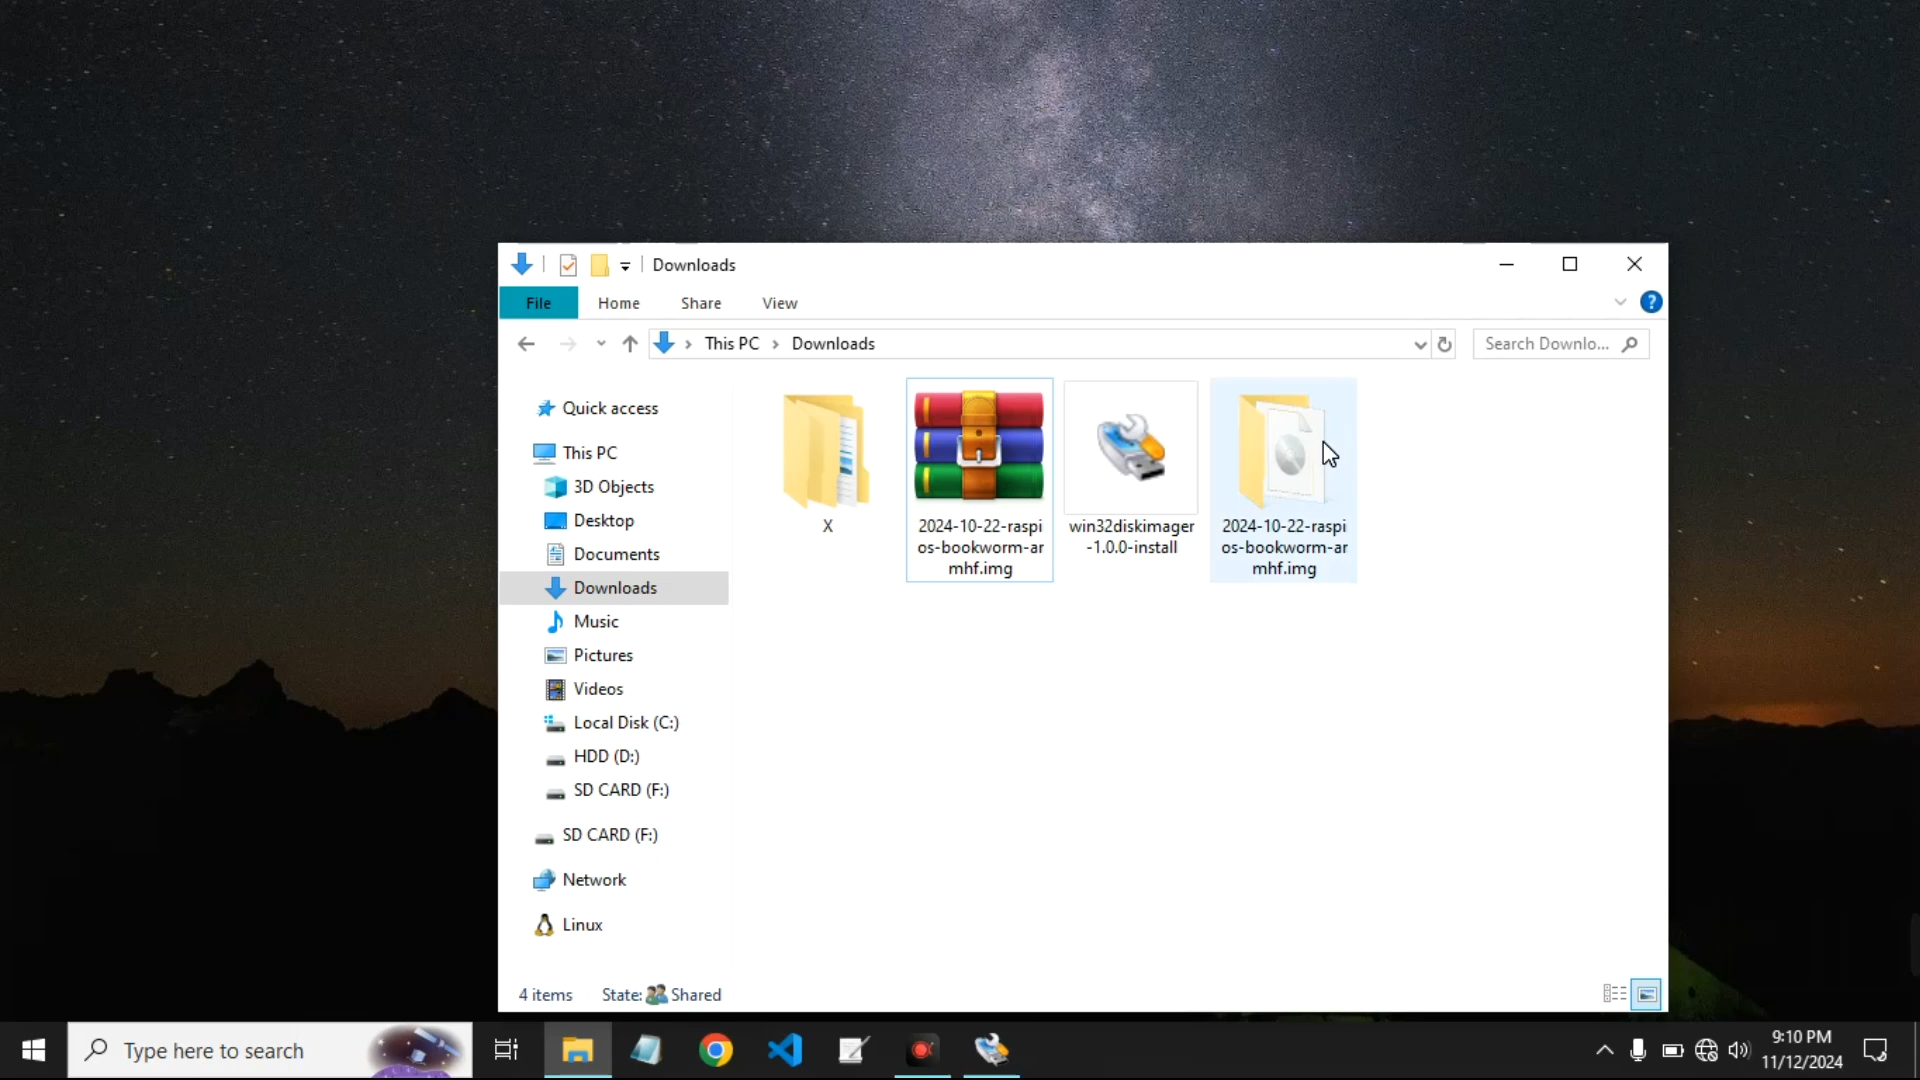 Downloads
File Home Share View
?
This PC Downloads
Search Downlo...
Quick access
This PC
3D Objects
Desktop
Documents
Downloads
Music
Pictures
Videos
Local Disk (C:)
HDD (D:)
SD CARD (F:)
SD CARD (F:)
Network
Linux
X
2024-10-22-raspi
os-bookworm-ar
mhf.img
win32diskimager
-1.0.0-install
2024-10-22-raspi
os-bookworm-ar
mhf.img
4 items State: Shared
Type here to search
9:10 PM
11/12/2024